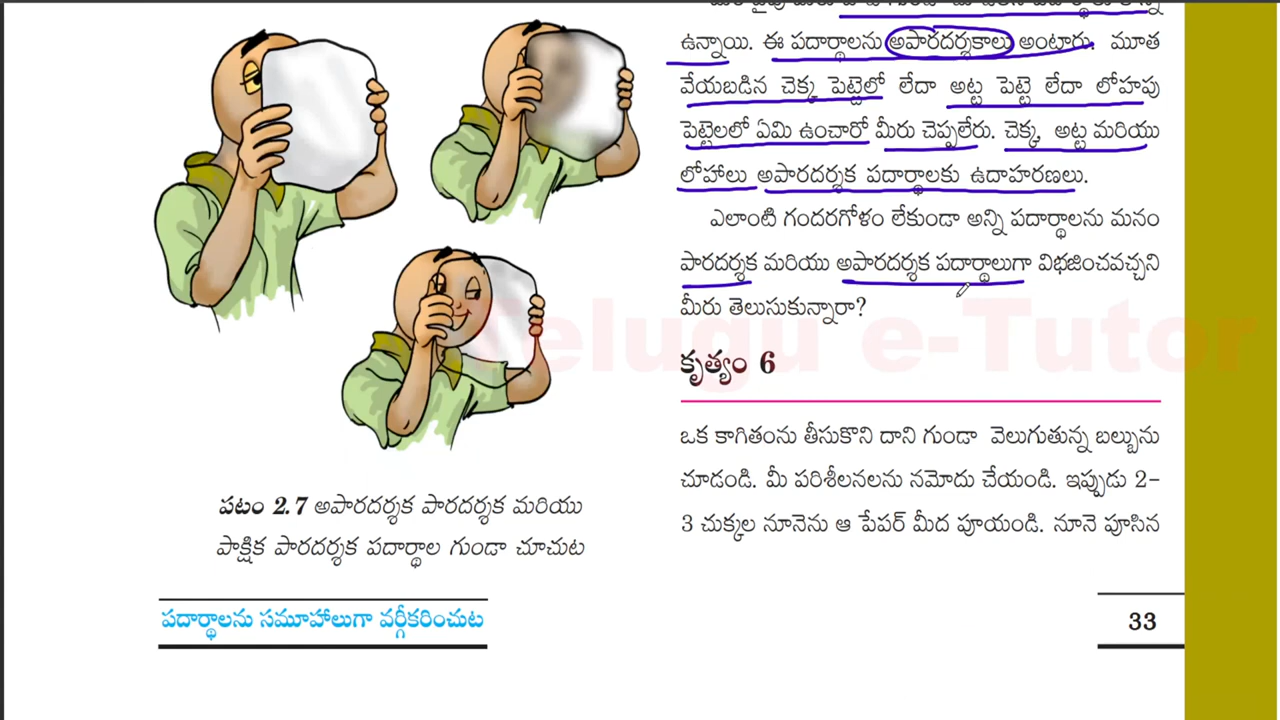 ఉన్నాయి. ఈ పదార్థాలను అపారదర్శకాలు అంటారు. మూత
వేయబడిన చెక్క పెట్టెలో లేదా అట్ట పెట్టె లేదా లోహపు
పెట్టెలలో ఏమి ఉంచారో మీరు చెప్పలేరు. చెక్క, అట్ట మరియు
లోహాలు అపారదర్శక పదార్థాలకు ఉదాహరణలు.
ఎలాంటి గందరగోళం లేకుండా అన్ని పదార్థాలను మనం
పారదర్శక మరియు అపారదర్శక పదార్థాలుగా విభజించవచ్చని
మీరు తెలుసుకున్నారా?
Telugu e-Tutor
కృత్యం 6
ఒక కాగితంను తీసుకొని దాని గుండా వెలుగుతున్న బల్బును
చూడండి. మీ పరిశీలనలను నమోదు చేయండి. ఇప్పుడు 2-
3 చుక్కల నూనెను ఆ పేపర్ మీద పూయండి. నూనె పూసిన
పటం 2.7 అపారదర్శక పారదర్శక మరియు
పాక్షిక పారదర్శక పదార్థాల గుండా చూచుట
పదార్థాలను సమూహాలుగా వర్గీకరించుట
33